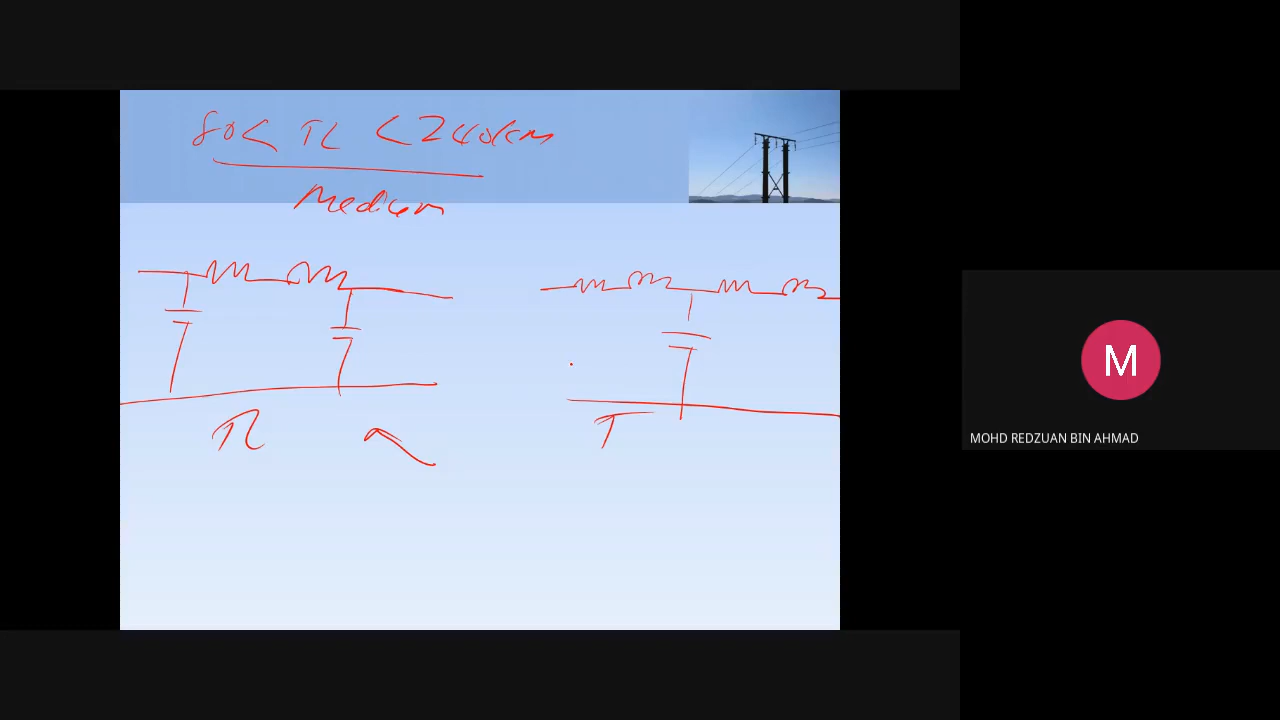 80< TL <240km
Medium
π
T
M
MOHD REDZUAN BIN AHMAD